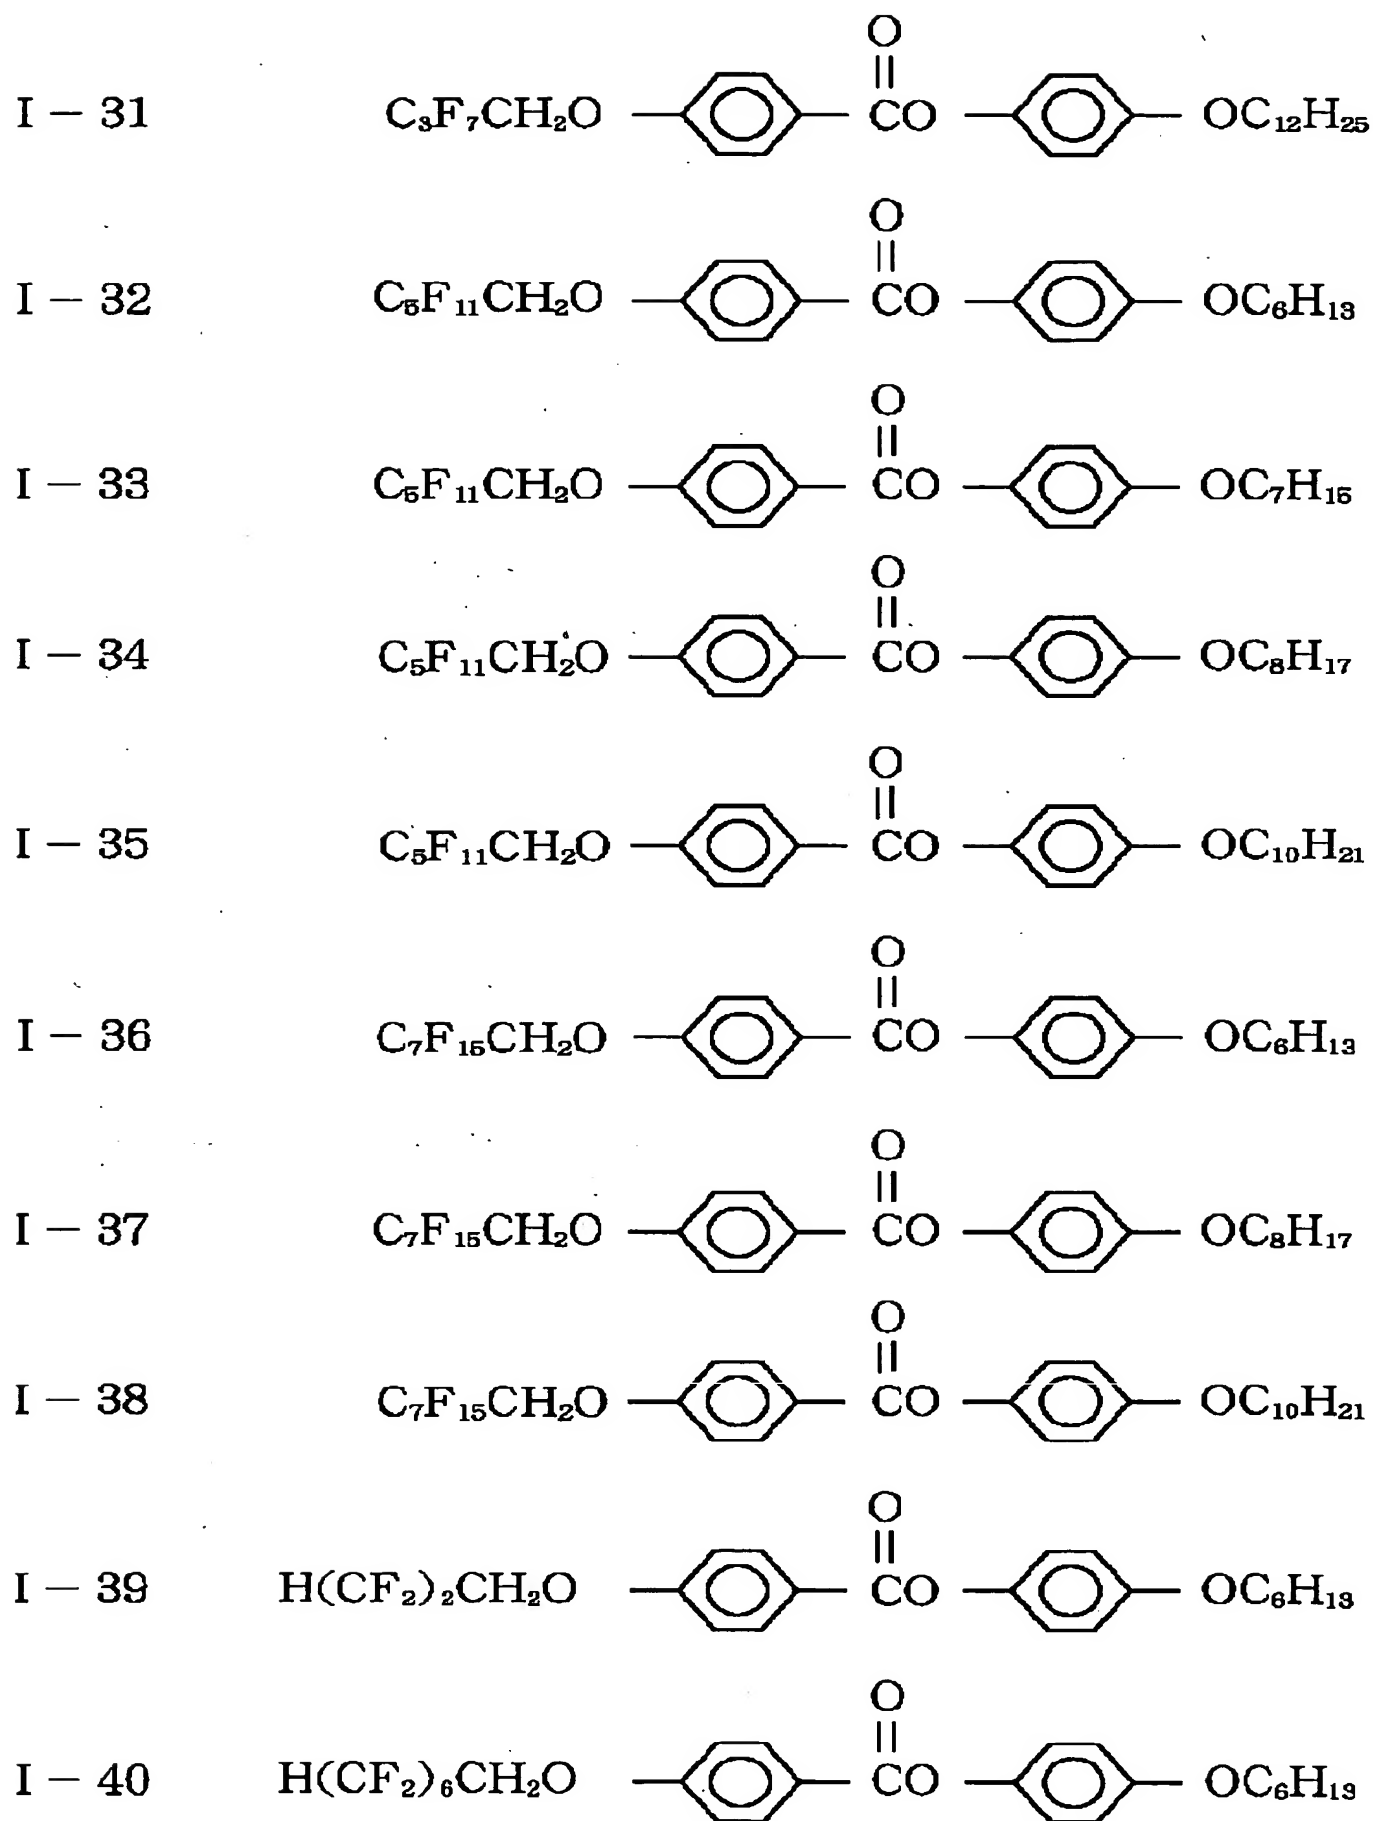 O
I – 31 C₃F₇CH₂O CO OC₁₂H₂₅
O
I – 32 C₅F₁₁CH₂O CO OC₆H₁₃
O
I – 33 C₅F₁₁CH₂O CO OC₇H₁₅
O
I – 34 C₅F₁₁CH₂O CO OC₈H₁₇
O
I – 35 C₅F₁₁CH₂O CO OC₁₀H₂₁
O
I – 36 C₇F₁₅CH₂O CO OC₆H₁₃
O
I – 37 C₇F₁₅CH₂O CO OC₈H₁₇
O
I – 38 C₇F₁₅CH₂O CO OC₁₀H₂₁
O
I – 39 H(CF₂)₂CH₂O CO OC₆H₁₃
O
I – 40 H(CF₂)₆CH₂O CO OC₆H₁₃